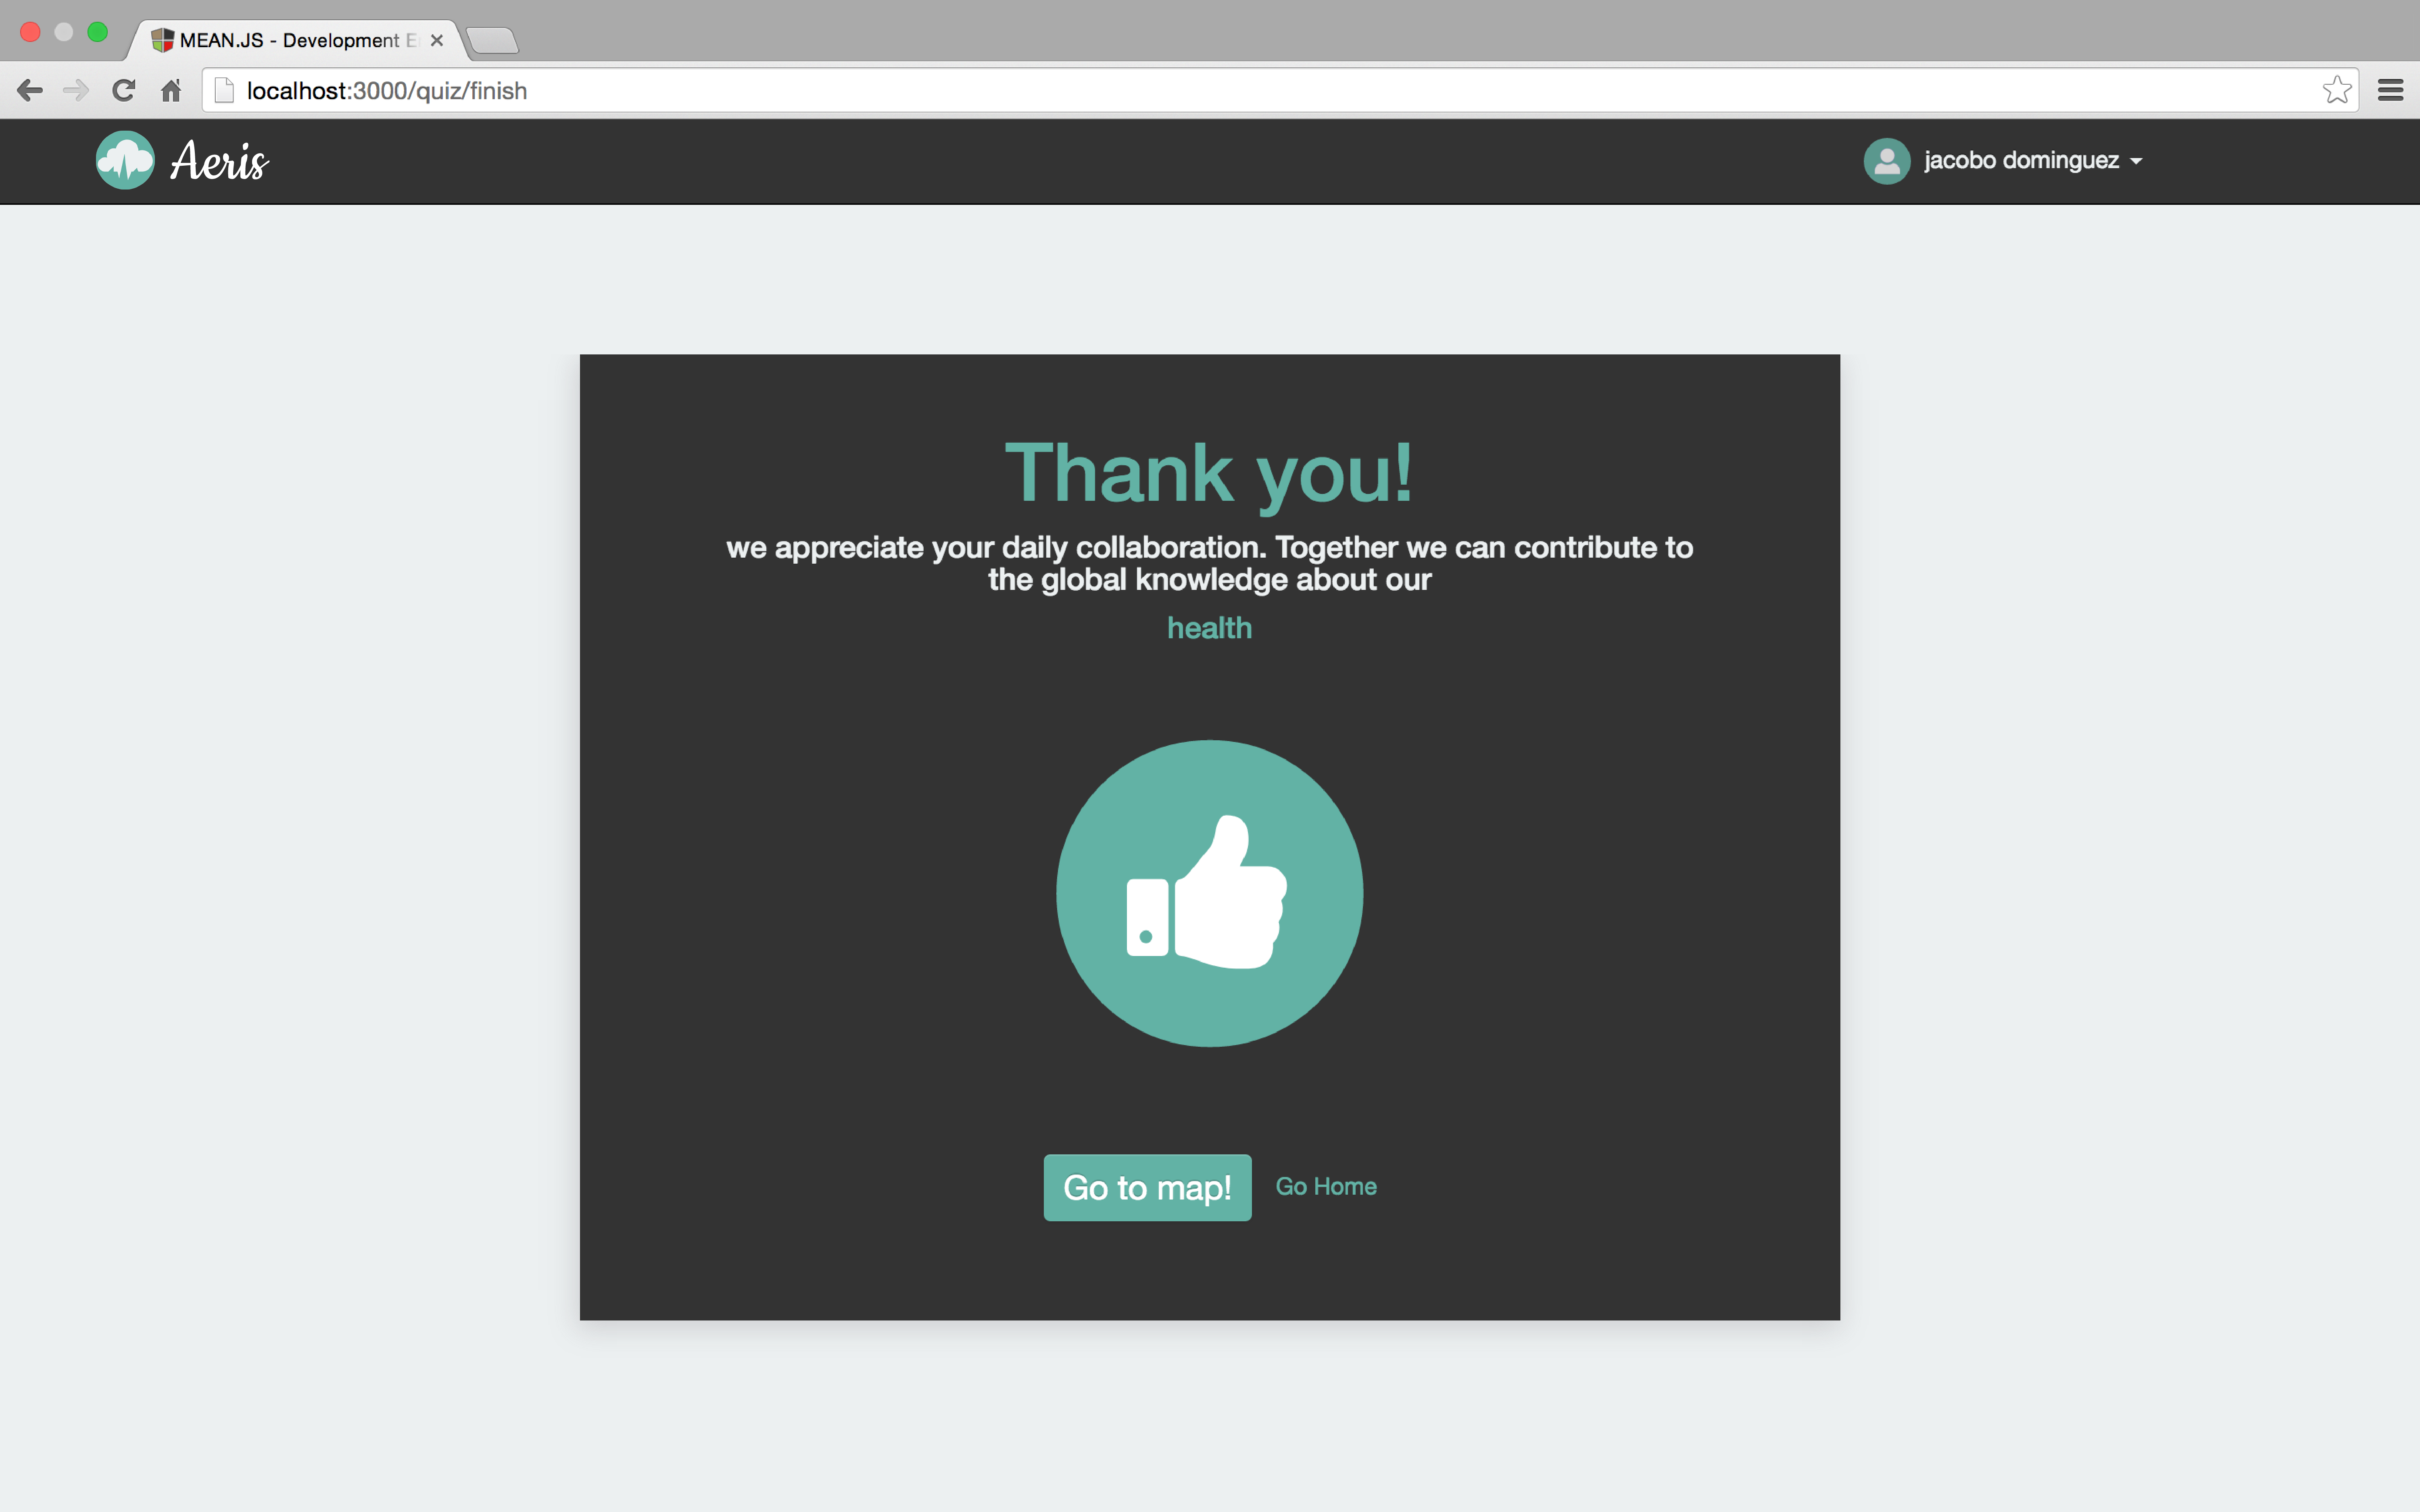 MEAN.JS - Development E
localhost:3000/quiz/finish
Aeris
jacobo dominguez
Thank you!
we appreciate your daily collaboration. Together we can contribute to
the global knowledge about our
health
Go to map!
Go Home